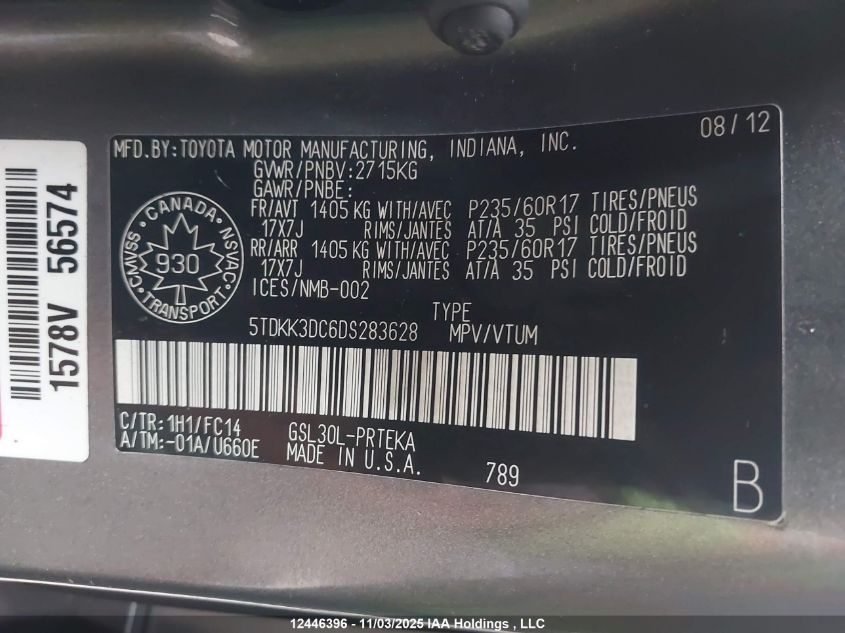 08/12
MFD.BY:TOYOTA MOTOR MANUFACTURING, INDIANA, INC.
GVWR/PNBV:2715KG
GAWR/PNBE:
FR/AVT 1405 KG WITH/AVEC P235/60R17 TIRES/PNEUS
17X7J RIMS/JANTES AT/À 35 PSI COLD/FROID
RR/ARR 1405 KG WITH/AVEC P235/60R17 TIRES/PNEUS
17X7J RIMS/JANTES AT/À 35 PSI COLD/FROID
ICES/NMB-002
CANADA
CMVSS
NSVAC
930
TRANSPORT
TYPE
5TDKK3DC6DS283628 MPV/VTUM
C/TR:1H1/FC14 GSL30L-PRTEKA
A/TM:-01A/U660E MADE IN U.S.A. 789
B
1578V 56574
12446396 - 11/03/2025 IAA Holdings , LLC